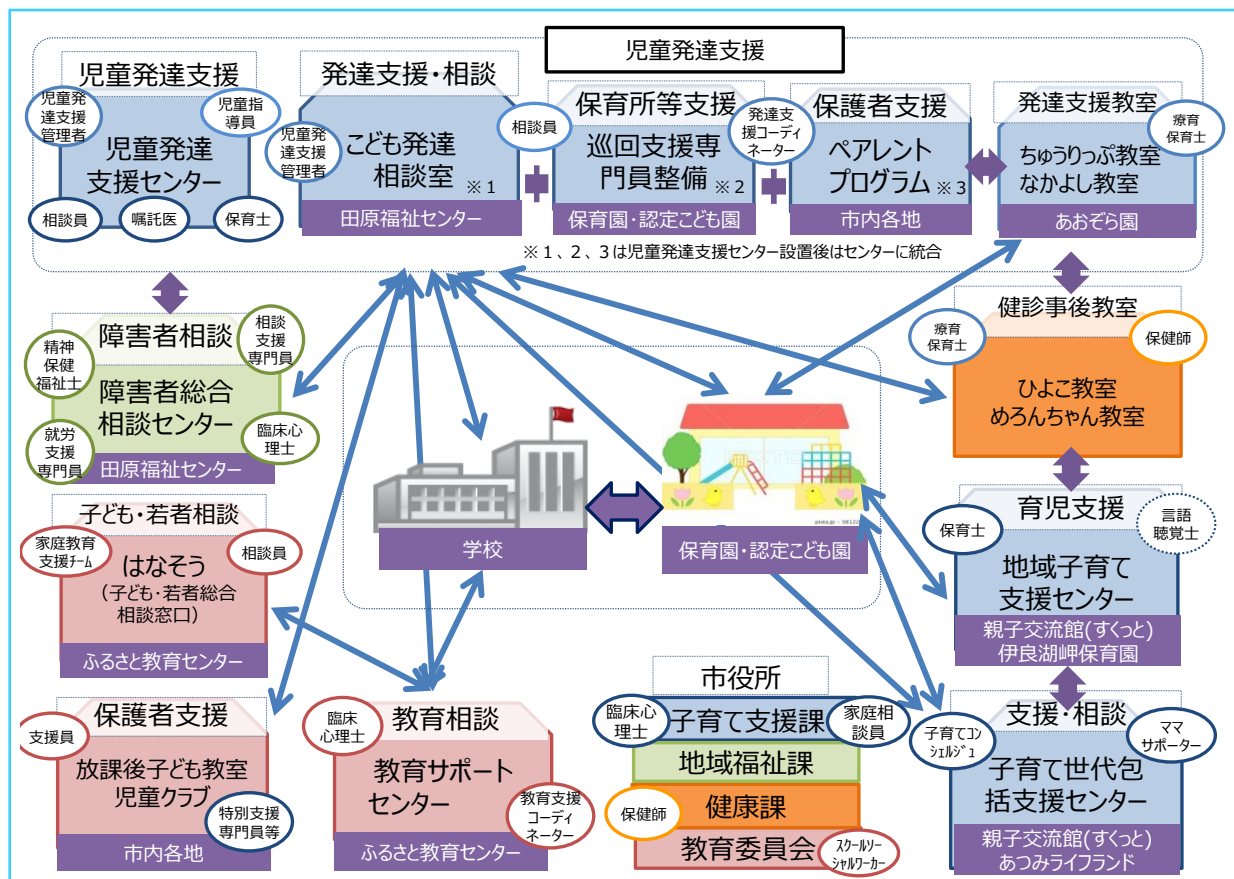 児童発達支援
児童発達支援
児童発
達支援
管理者
児童指
導員
児童発達
支援センター
相談員
嘱託医
保育士
発達支援・相談
児童発
達支援
管理者
こども発達
相談室
※1
田原福祉センター
相談員
保育所等支援
巡回支援専
門員整備
※2
保育園・認定こども園
発達支
援コーディ
ネーター
保護者支援
ペアレント
プログラム
※3
市内各地
発達支援教室
療育
保育士
ちゅうりっぷ教室
なかよし教室
あおぞら園
※1、2、3は児童発達支援センター設置後はセンターに統合
障害者相談
精神
保健
福祉士
相談
支援
専門員
障害者総合
相談センター
就労
支援
専門員
臨床心
理士
田原福祉センター
健診事後教室
療育
保育士
保健師
ひよこ教室
めろんちゃん教室
学校
保育園・認定こども園
子ども・若者相談
家庭教育
支援ﾁｰﾑ
相談員
はなそう
(子ども・若者総合
相談窓口)
ふるさと教育センター
育児支援
保育士
言語
聴覚士
地域子育て
支援センター
親子交流館(すくっと)
伊良湖岬保育園
保護者支援
支援員
放課後子ども教室
児童クラブ
特別支援
専門員等
市内各地
教育相談
臨床
心理士
教育サポート
センター
教育支援
コーディ
ネーター
ふるさと教育センター
市役所
臨床心
理士
子育て支援課
家庭相
談員
地域福祉課
保健師
健康課
教育委員会
ｽｸｰﾙｿｰ
ｼｬﾙﾜｰｶｰ
支援・相談
子育てｺﾝ
ｼｪﾙｼﾞｭ
ママ
サポーター
子育て世代包
括支援センター
親子交流館(すくっと)
あつみライフランド